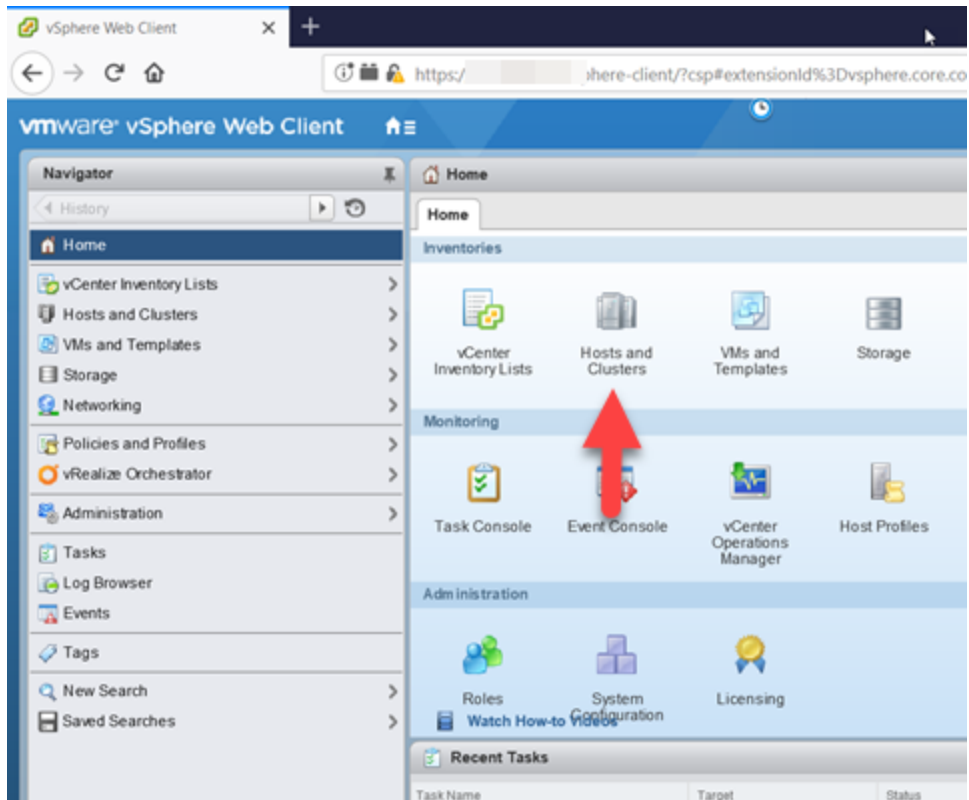 vSphere Web Client
https:/ here-client/?csp#extensionId%3Dvsphere.core.co
vmware® vSphere Web Client
Navigator
History
Home
vCenter Inventory Lists
Hosts and Clusters
VMs and Templates
Storage
Networking
Policies and Profiles
vRealize Orchestrator
Administration
Tasks
Log Browser
Events
Tags
New Search
Saved Searches
Home
Home
Inventories
vCenter
Inventory Lists
Hosts and
Clusters
VMs and
Templates
Storage
Monitoring
Task Console
Event Console
vCenter
Operations
Manager
Host Profiles
Administration
Roles
System
Configuration
Licensing
Watch How-to Videos
Recent Tasks
Task Name
Target
Status